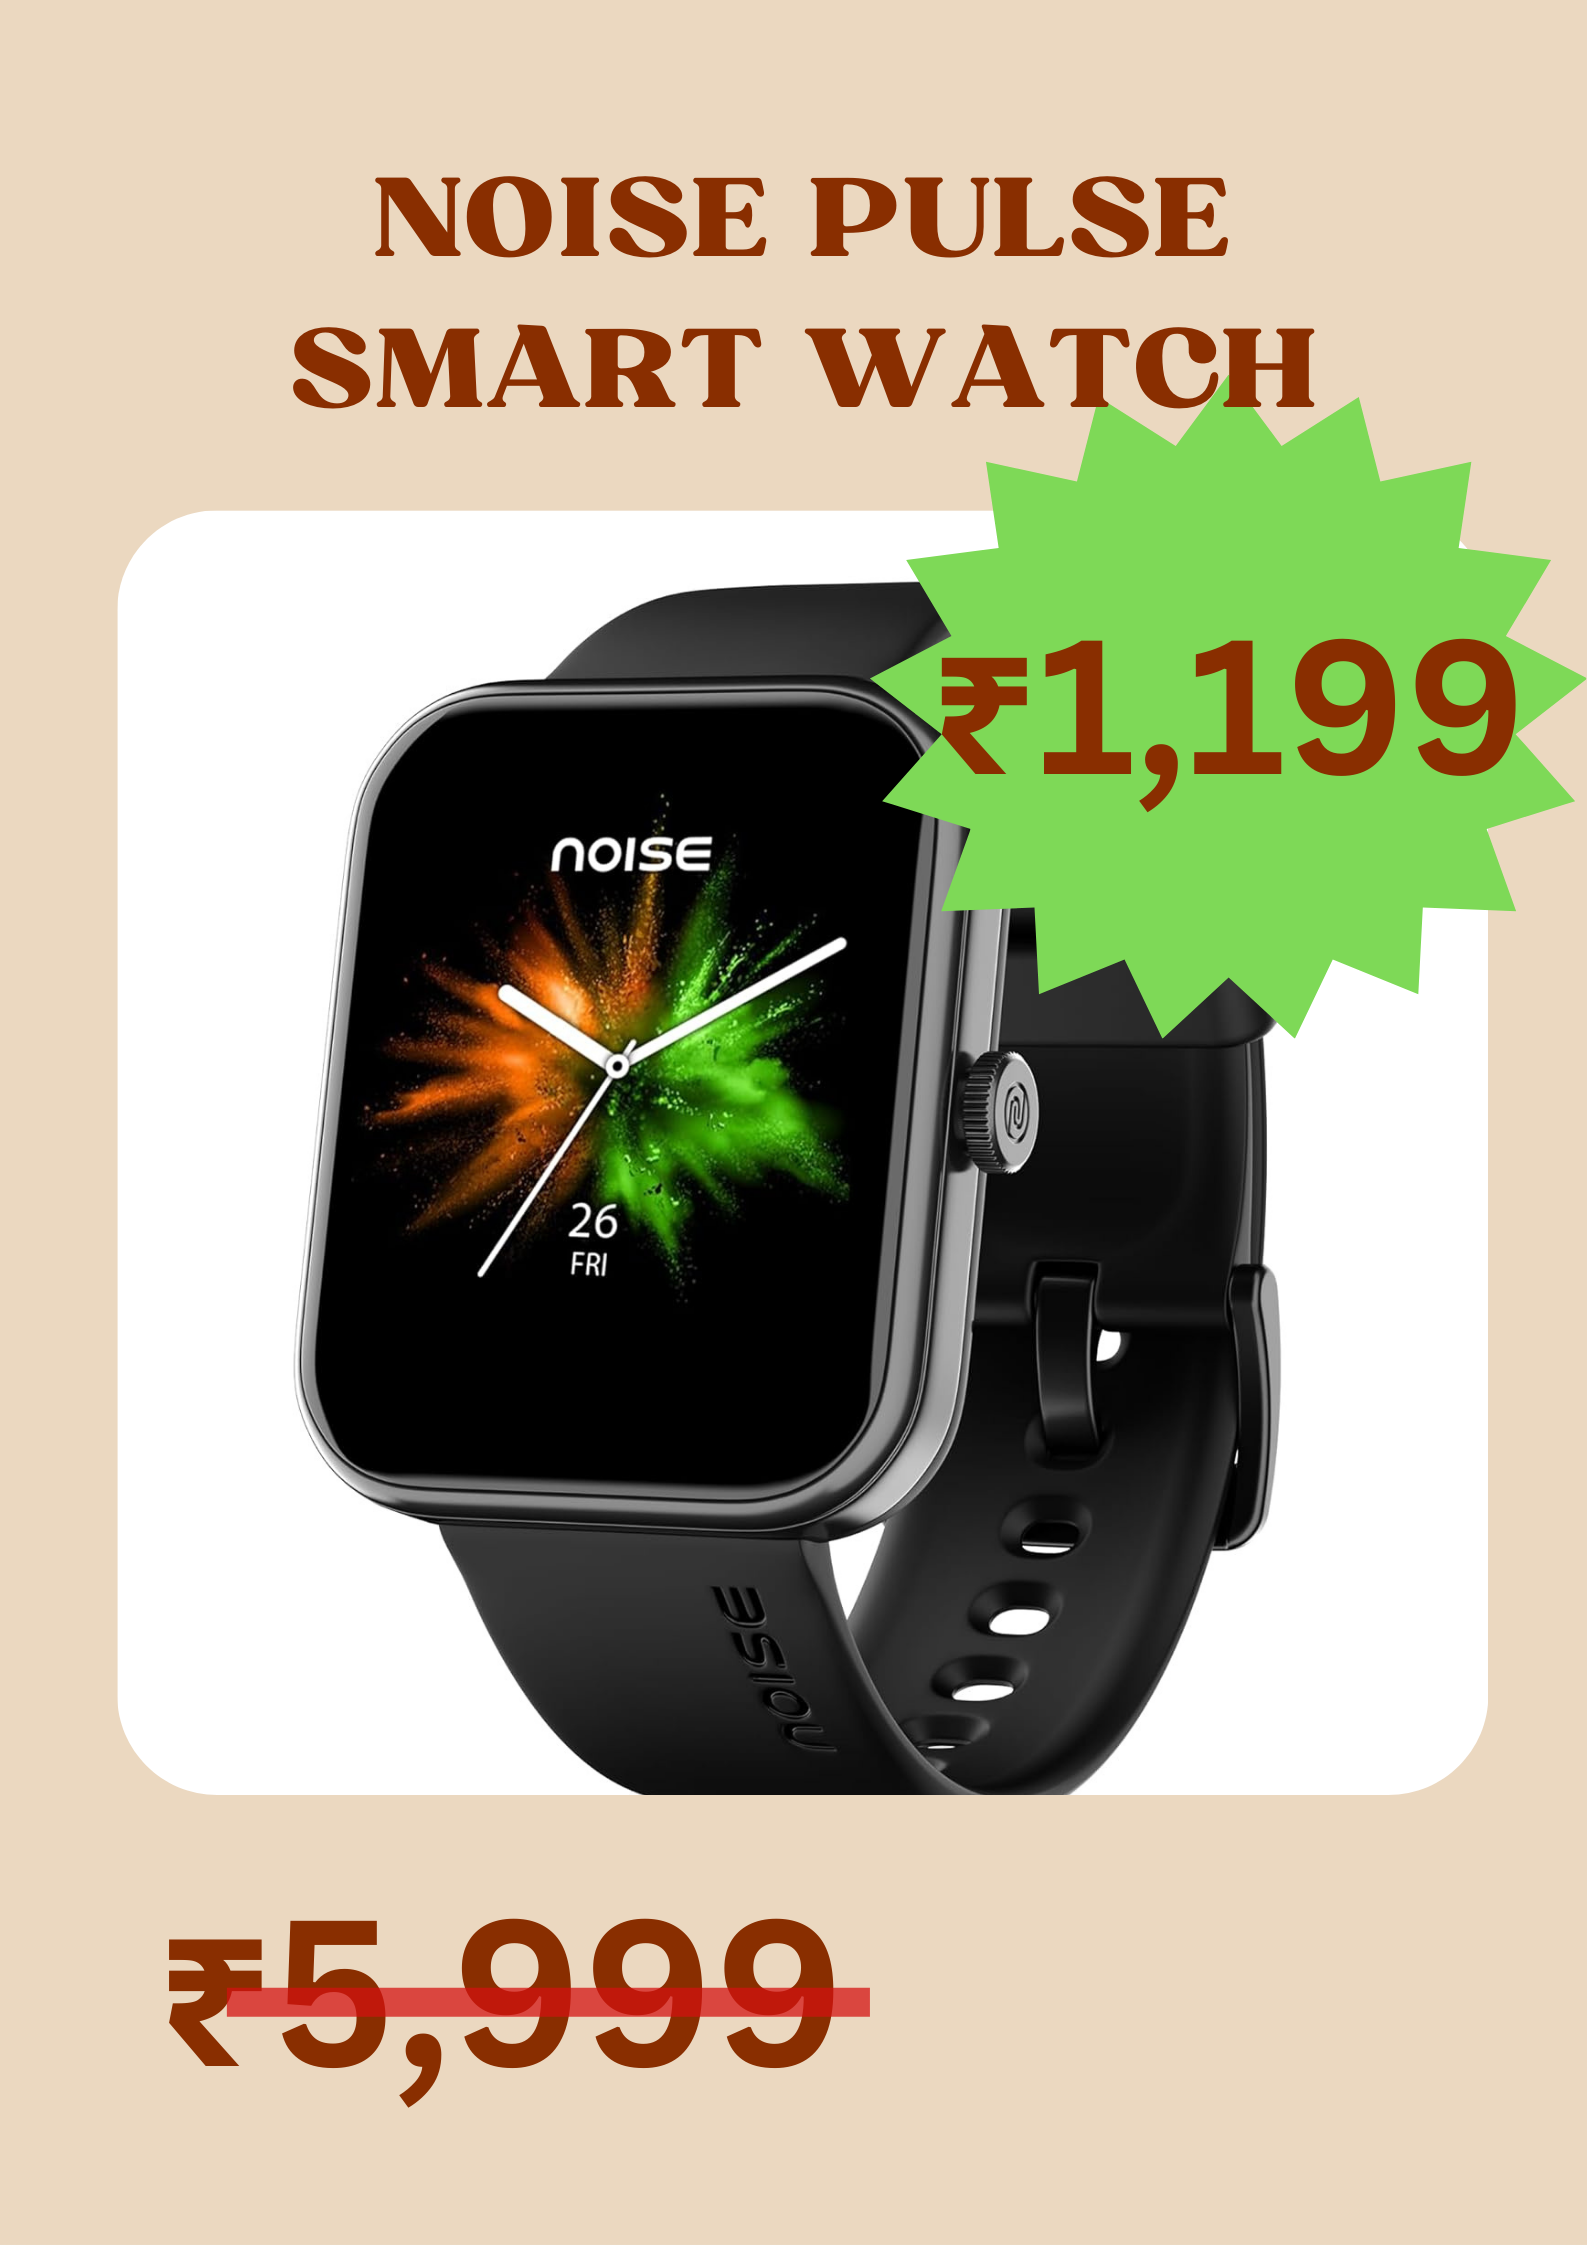 NOISE PULSE
SMART WATCH
₹1,199
NOISE
26
FRI
NOISE
₹5,999